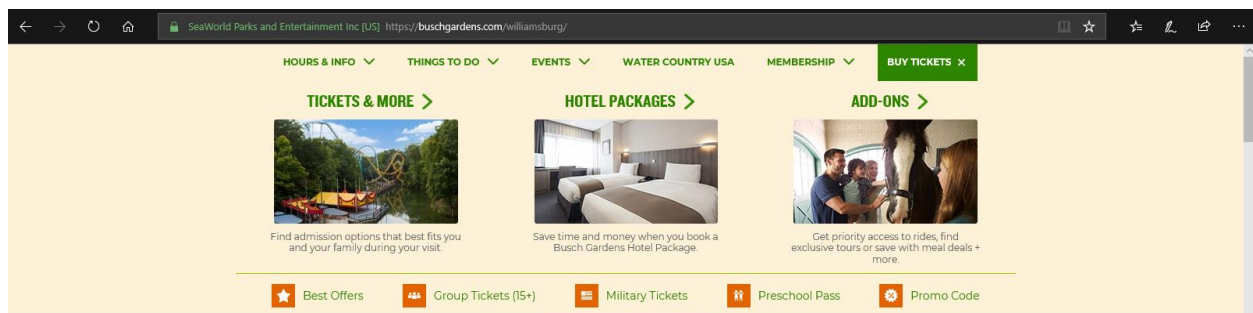 SeaWorld Parks and Entertainment Inc [US] https://buschgardens.com/williamsburg/
HOURS & INFO THINGS TO DO EVENTS WATER COUNTRY USA MEMBERSHIP BUY TICKETS ×
TICKETS & MORE
Find admission options that best fits you
and your family during your visit.
HOTEL PACKAGES
Save time and money when you book a
Busch Gardens Hotel Package.
ADD-ONS
Get priority access to rides, find
exclusive tours or save with meal deals +
more.
Best Offers Group Tickets (15+) Military Tickets Preschool Pass Promo Code